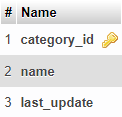 # Name
1 category_id
2 name
3 last_update